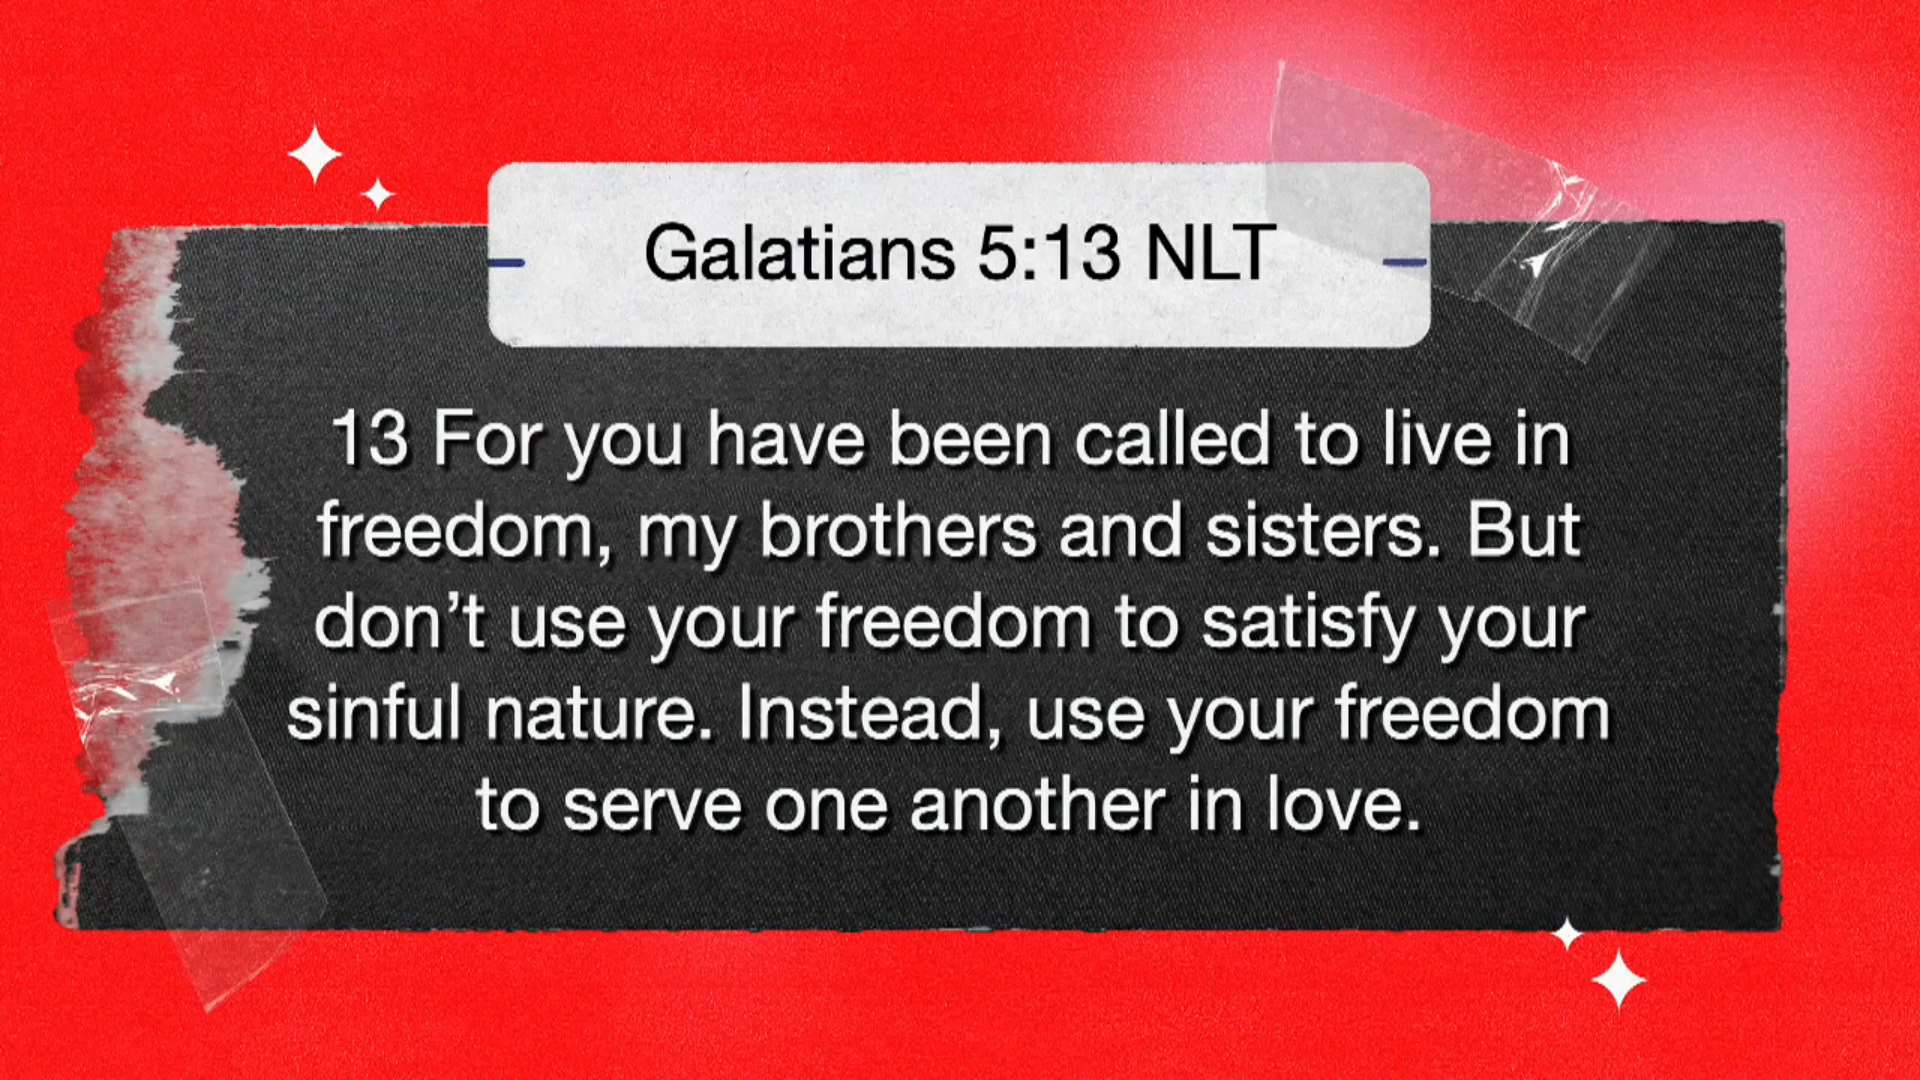 Galatians 5:13 NLT
13 For you have been called to live in
freedom, my brothers and sisters. But
don’t use your freedom to satisfy your
sinful nature. Instead, use your freedom
to serve one another in love.